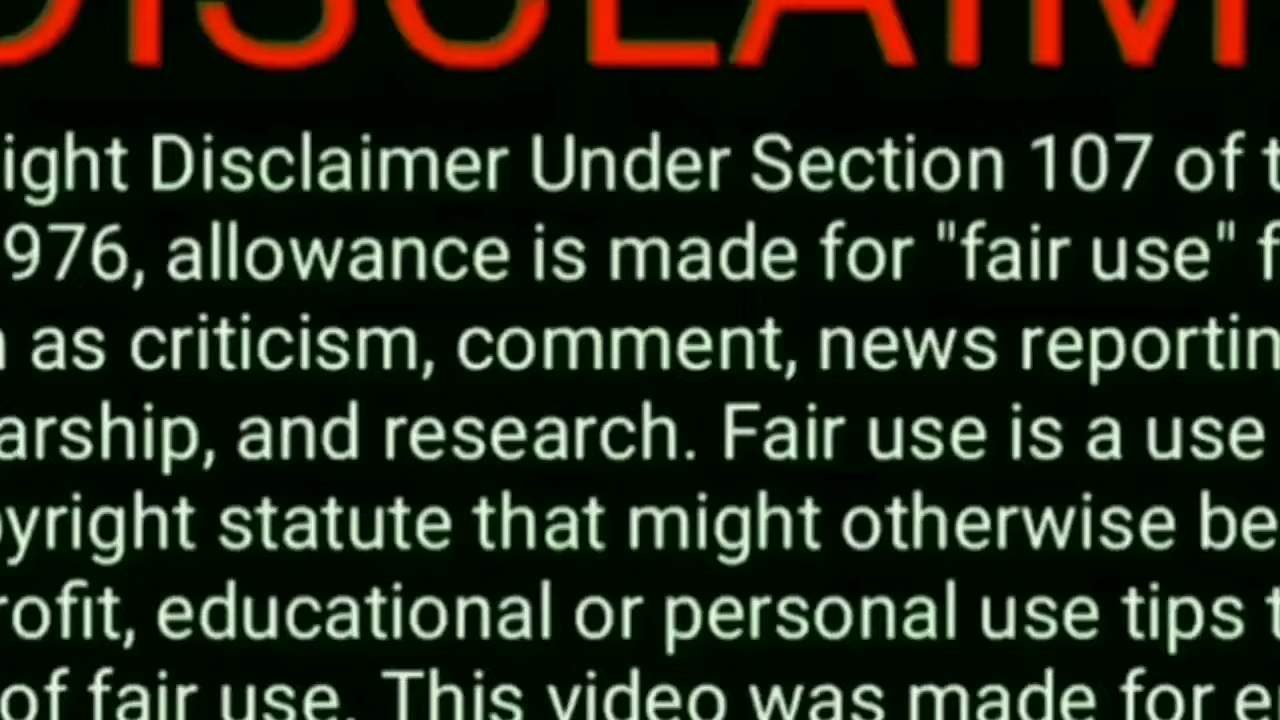 DISCLAIM
ight Disclaimer Under Section 107 of t
976, allowance is made for "fair use" f
as criticism, comment, news reportin
arship, and research. Fair use is a use
yright statute that might otherwise be
rofit, educational or personal use tips t
of fair use. This video was made for e